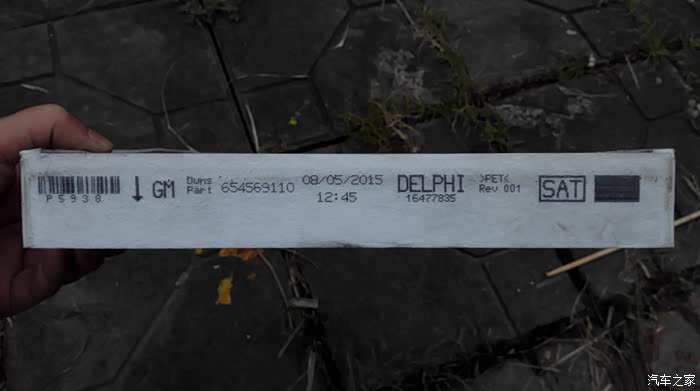 P5938
↓ GM
Duns
Part 654569110
08/05/2015
12:45
DELPHI
16477835
>PET<
Rev 001
SAT
汽车之家